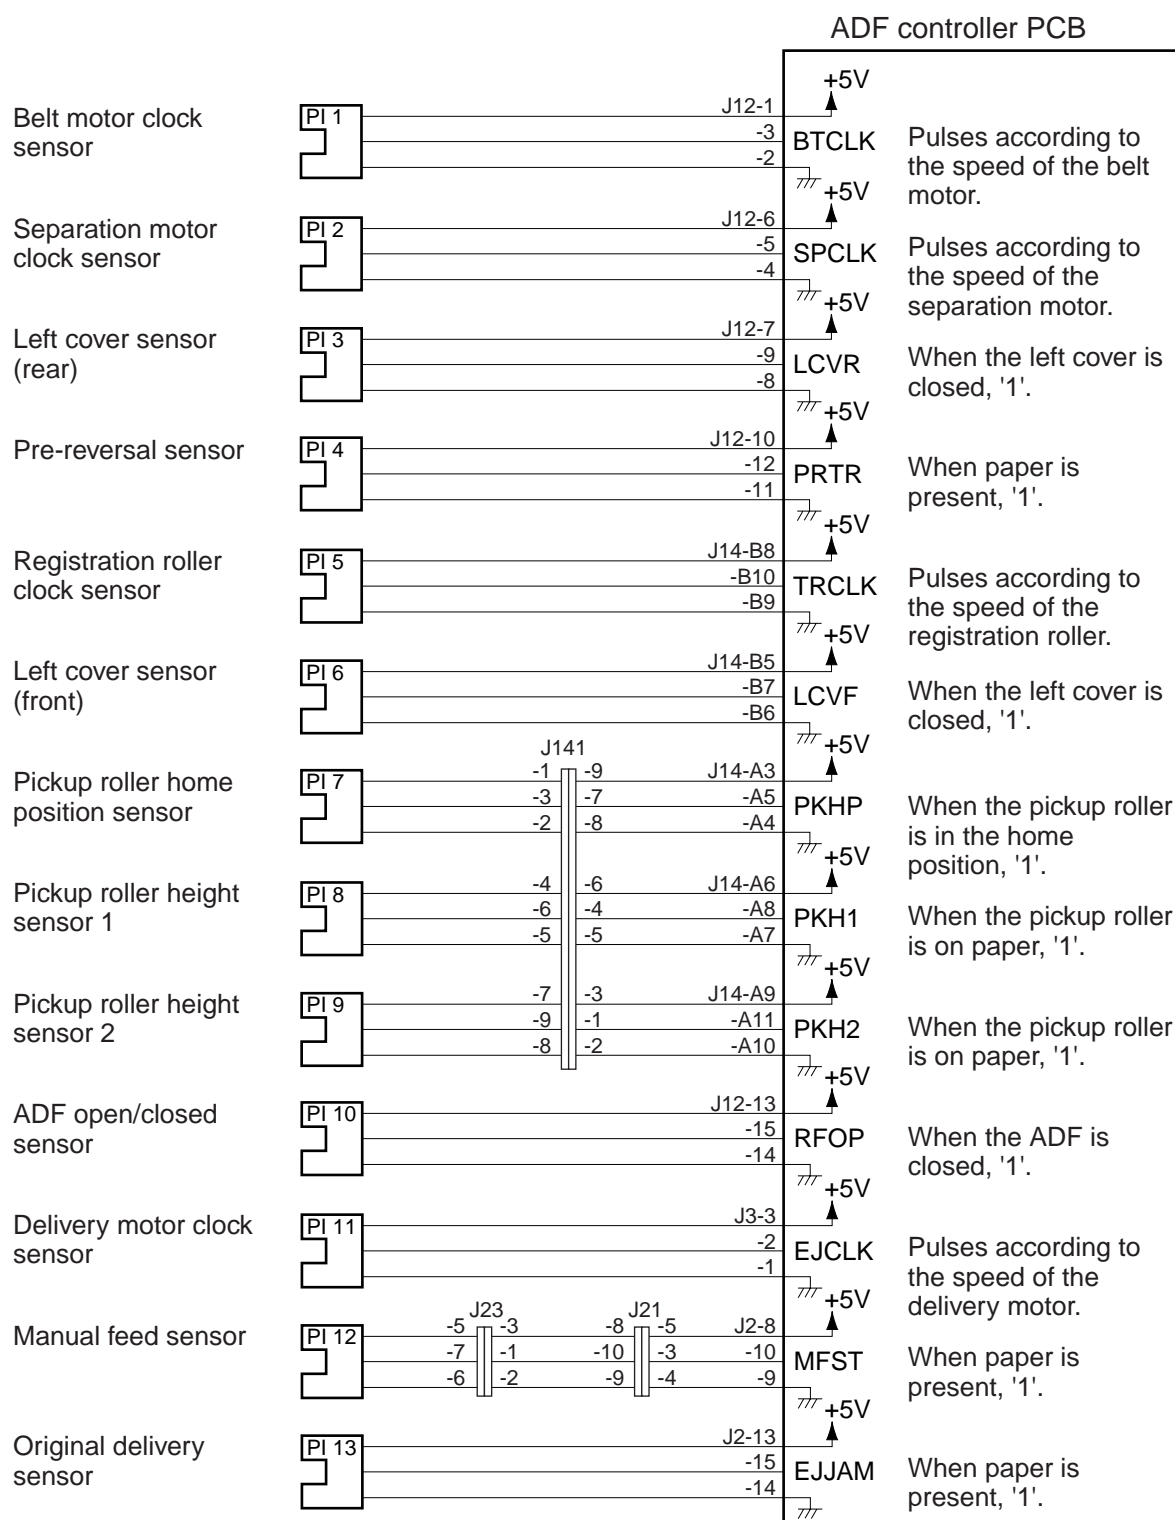 ADF controller PCB
+5V
Belt motor clock
sensor
PI 1
J12-1
-3
-2
BTCLK
Pulses according to
the speed of the belt
motor.
+5V
Separation motor
clock sensor
PI 2
J12-6
-5
-4
SPCLK
Pulses according to
the speed of the
separation motor.
+5V
Left cover sensor
(rear)
PI 3
J12-7
-9
-8
LCVR
When the left cover is
closed, '1'.
+5V
Pre-reversal sensor
PI 4
J12-10
-12
-11
PRTR
When paper is
present, '1'.
+5V
Registration roller
clock sensor
PI 5
J14-B8
-B10
-B9
TRCLK
Pulses according to
the speed of the
registration roller.
+5V
Left cover sensor
(front)
PI 6
J14-B5
-B7
-B6
LCVF
When the left cover is
closed, '1'.
+5V
J141
Pickup roller home
position sensor
PI 7
-1 -9 J14-A3
-3 -7 -A5
-2 -8 -A4
PKHP
When the pickup roller
is in the home
position, '1'.
+5V
Pickup roller height
sensor 1
PI 8
-4 -6 J14-A6
-6 -4 -A8
-5 -5 -A7
PKH1
When the pickup roller
is on paper, '1'.
+5V
Pickup roller height
sensor 2
PI 9
-7 -3 J14-A9
-9 -1 -A11
-8 -2 -A10
PKH2
When the pickup roller
is on paper, '1'.
+5V
ADF open/closed
sensor
PI 10
J12-13
-15
-14
RFOP
When the ADF is
closed, '1'.
+5V
Delivery motor clock
sensor
PI 11
J3-3
-2
-1
EJCLK
Pulses according to
the speed of the
delivery motor.
+5V
J23 J21
Manual feed sensor
PI 12
-5 -3 -8 -5 J2-8
-7 -1 -10 -3 -10
-6 -2 -9 -4 -9
MFST
When paper is
present, '1'.
+5V
Original delivery
sensor
PI 13
J2-13
-15
-14
EJJAM
When paper is
present, '1'.